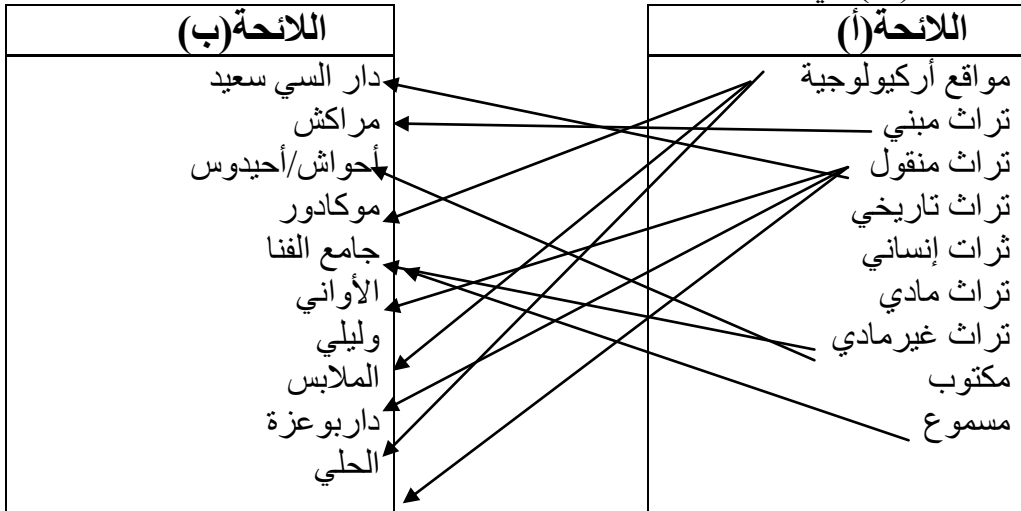 اللائحة(أ)
مواقع أركيولوجية
تراث مبني
تراث منقول
تراث تاريخي
ثرات إنساني
تراث مادي
تراث غيرمادي
مكتوب
مسموع
اللائحة(ب)
دار السي سعيد
مراكش
أحواش/أحيدوس
موكادور
جامع الفنا
الأواني
وليلي
الملابس
داربوعزة
الحلي